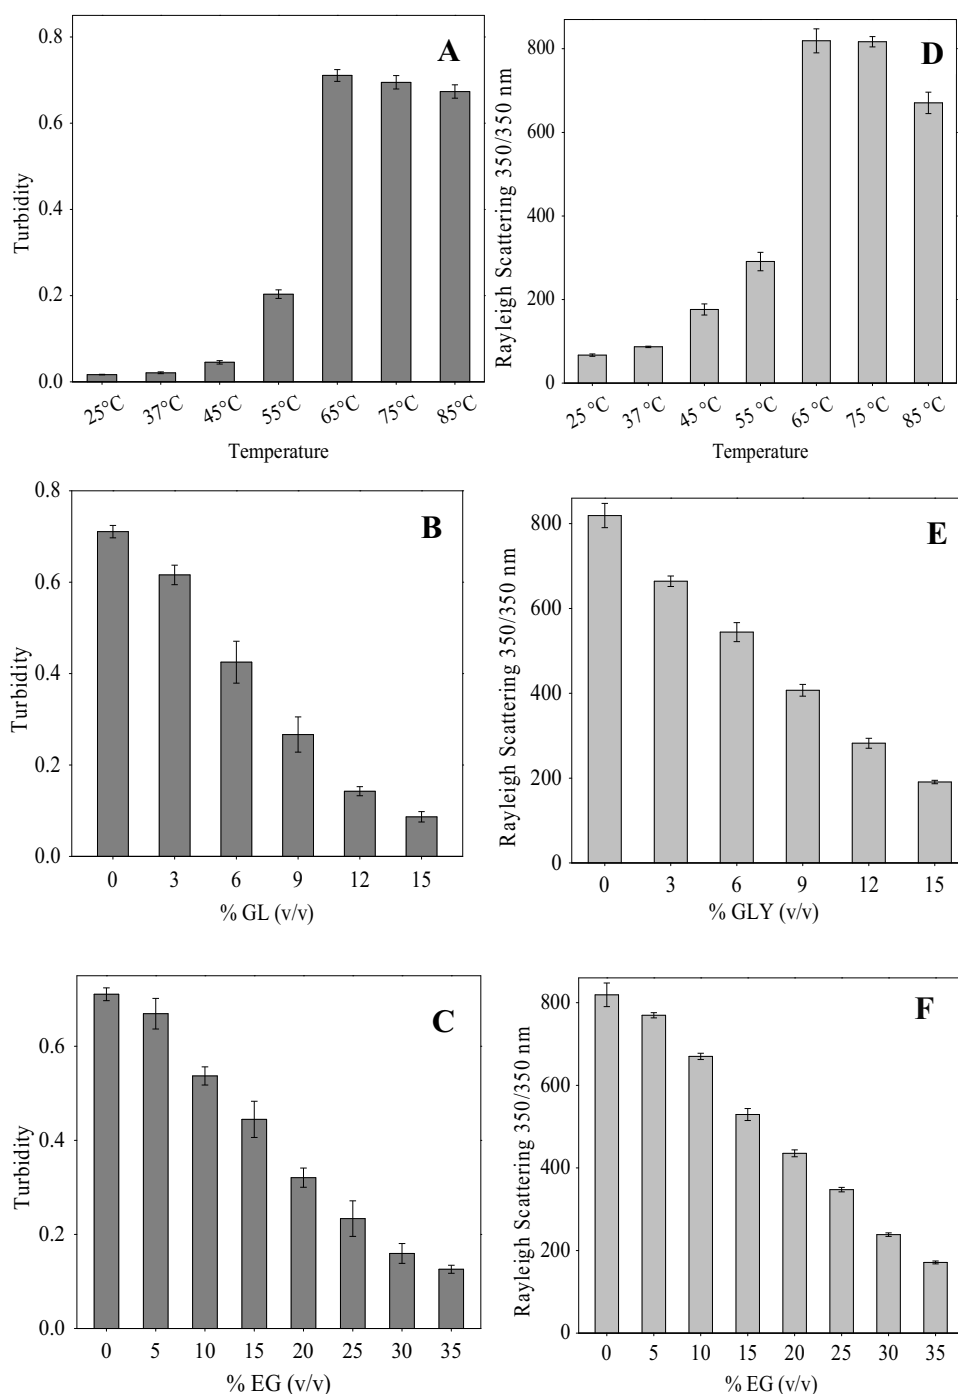 A
Turbidity
0.8
0.6
0.4
0.2
0.0
25°C 37°C 45°C 55°C 65°C 75°C 85°C
Temperature
D
Rayleigh Scattering 350/350 nm
800
600
400
200
0
25 °C 37 °C 45 °C 55 °C 65 °C 75 °C 85 °C
Temperature
B
Turbidity
0.8
0.6
0.4
0.2
0.0
0 3 6 9 12 15
% GL (v/v)
E
Rayleigh Scattering 350/350 nm
800
600
400
200
0
0 3 6 9 12 15
% GLY (v/v)
C
Turbidity
0.6
0.4
0.2
0.0
0 5 10 15 20 25 30 35
% EG (v/v)
F
Rayleigh Scattering 350/350 nm
800
600
400
200
0
0 5 10 15 20 25 30 35
% EG (v/v)